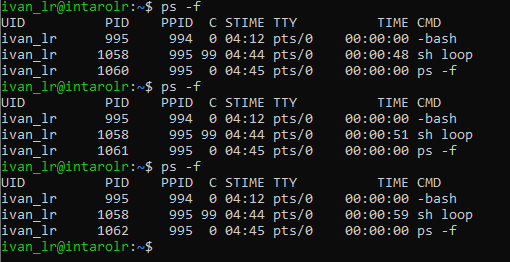 ivan_lr@intarolr:~$ ps -f
UID          PID    PPID  C STIME TTY          TIME CMD
ivan_lr      995     994  0 04:12 pts/0    00:00:00 -bash
ivan_lr     1058     995 99 04:44 pts/0    00:00:48 sh loop
ivan_lr     1060     995  0 04:45 pts/0    00:00:00 ps -f
ivan_lr@intarolr:~$ ps -f
UID          PID    PPID  C STIME TTY          TIME CMD
ivan_lr      995     994  0 04:12 pts/0    00:00:00 -bash
ivan_lr     1058     995 99 04:44 pts/0    00:00:51 sh loop
ivan_lr     1061     995  0 04:45 pts/0    00:00:00 ps -f
ivan_lr@intarolr:~$ ps -f
UID          PID    PPID  C STIME TTY          TIME CMD
ivan_lr      995     994  0 04:12 pts/0    00:00:00 -bash
ivan_lr     1058     995 99 04:44 pts/0    00:00:59 sh loop
ivan_lr     1062     995  0 04:45 pts/0    00:00:00 ps -f
ivan_lr@intarolr:~$